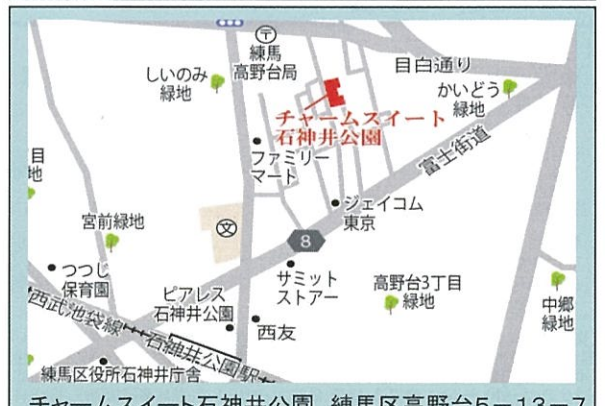 〒
練馬
高野台局
目白通り
しいのみ
緑地
かいどう
緑地
チャームスイート
石神井公園
ファミリー
マート
富士街道
目
地
ジェイコム
東京
文
宮前緑地
8
つつじ
保育園
サミット
ストアー
高野台3丁目
緑地
ピアレス
石神井公園
中郷
緑地
西武池袋線
西友
石神井公園駅
練馬区役所石神井庁舎
チャームスイート石神井公園 練馬区高野台5-13-7